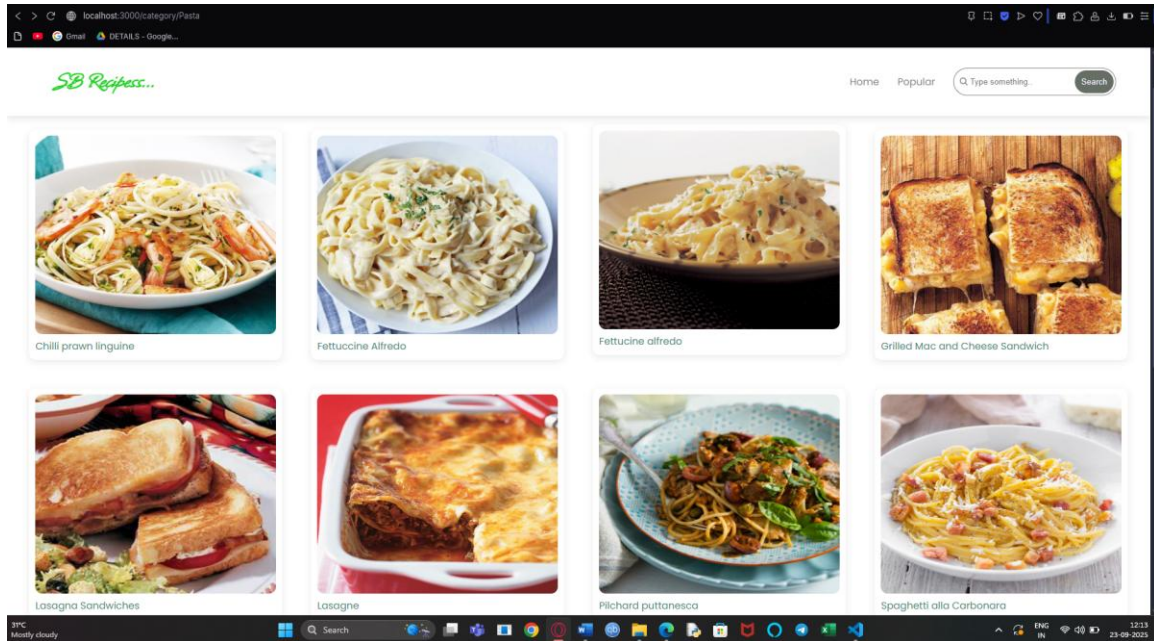 localhost:3000/category/Pasta
Gmail
DETAILS - Google...
SB Recipess...
Home
Popular
Type something..
Search
Chilli prawn linguine
Fettuccine Alfredo
Fettucine alfredo
Grilled Mac and Cheese Sandwich
Lasagna Sandwiches
Lasagne
Pilchard puttanesca
Spaghetti alla Carbonara
31°C
Mostly cloudy
Search
ENG
IN
12:13
23-09-2025